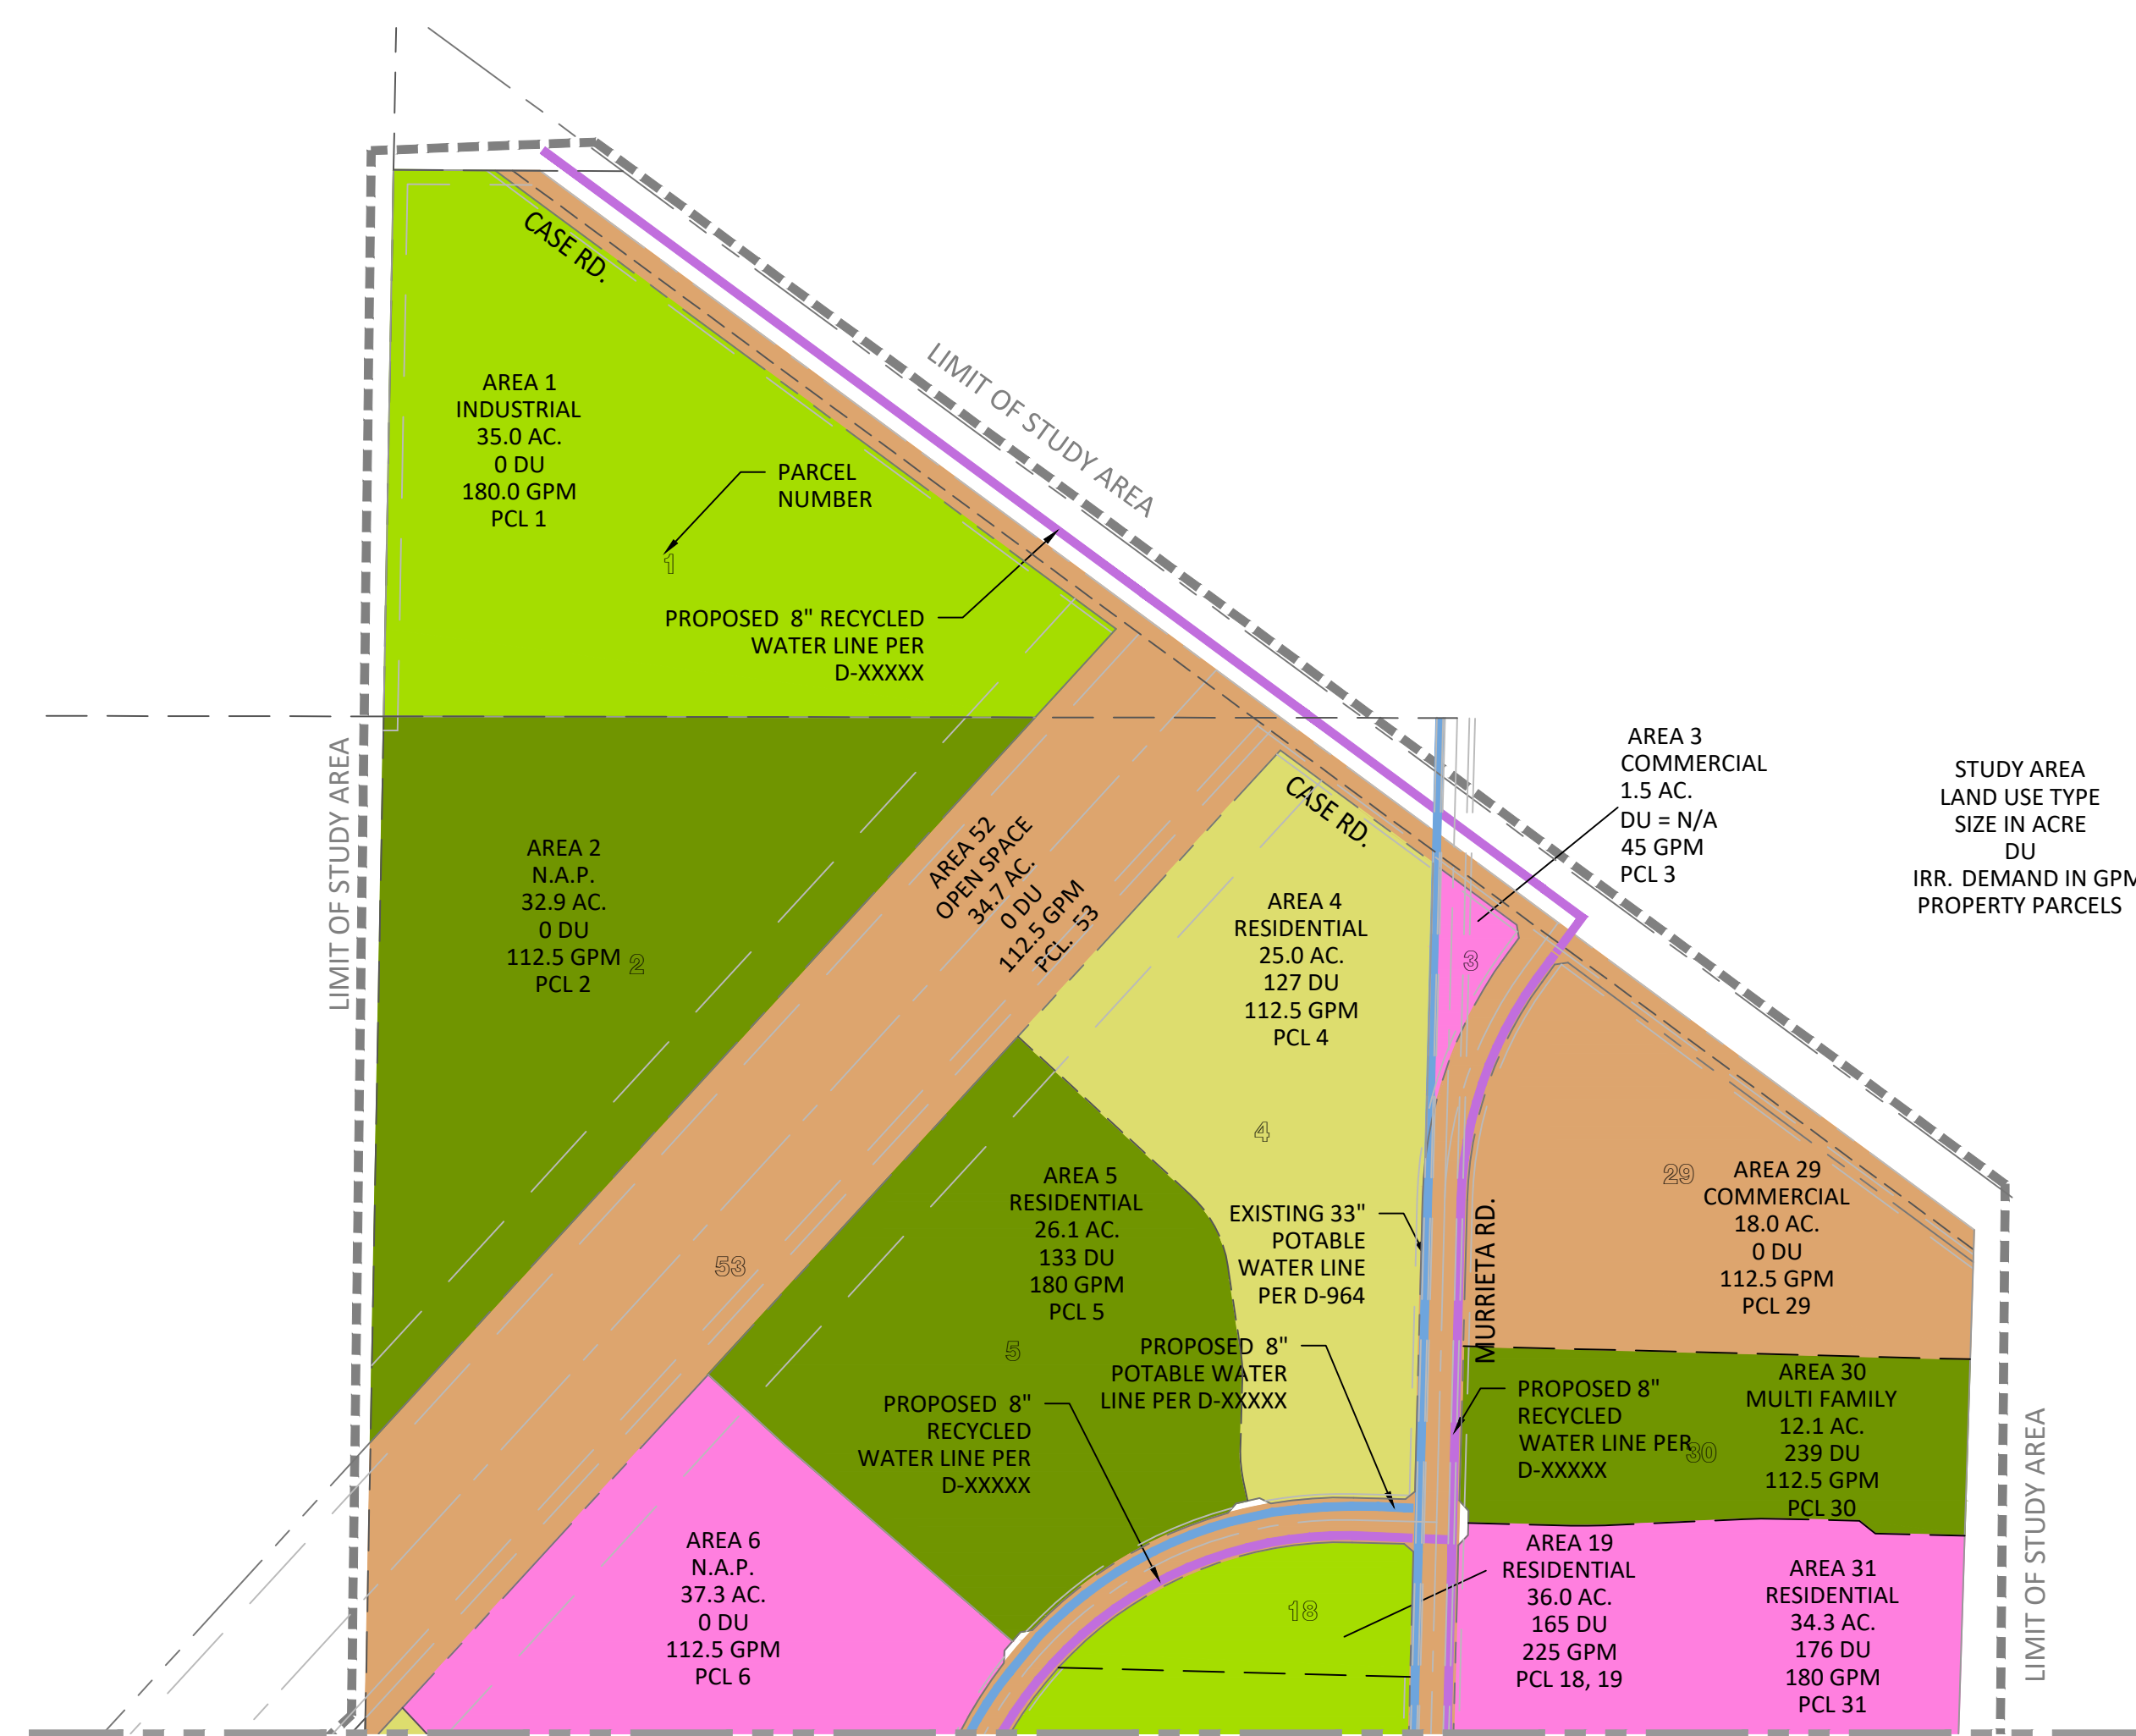 CASE RD.
LIMIT OF STUDY AREA
AREA 1
INDUSTRIAL
35.0 AC.
0 DU
180.0 GPM
PCL 1
PARCEL
NUMBER
1
PROPOSED 8" RECYCLED
WATER LINE PER
D-XXXXX
LIMIT OF STUDY AREA
AREA 2
N.A.P.
32.9 AC.
0 DU
112.5 GPM
PCL 2
2
AREA 52
OPEN SPACE
34.7 AC.
0 DU
112.5 GPM
PCL. 53
53
CASE RD.
AREA 3
COMMERCIAL
1.5 AC.
DU = N/A
45 GPM
PCL 3
3
STUDY AREA
LAND USE TYPE
SIZE IN ACRE
DU
IRR. DEMAND IN GPM
PROPERTY PARCELS
AREA 4
RESIDENTIAL
25.0 AC.
127 DU
112.5 GPM
PCL 4
4
AREA 5
RESIDENTIAL
26.1 AC.
133 DU
180 GPM
PCL 5
5
EXISTING 33"
POTABLE
WATER LINE
PER D-964
MURRIETA RD.
29
AREA 29
COMMERCIAL
18.0 AC.
0 DU
112.5 GPM
PCL 29
PROPOSED 8"
POTABLE WATER
LINE PER D-XXXXX
PROPOSED 8"
RECYCLED
WATER LINE PER
D-XXXXX
PROPOSED 8"
RECYCLED
WATER LINE PER
D-XXXXX
30
AREA 30
MULTI FAMILY
12.1 AC.
239 DU
112.5 GPM
PCL 30
AREA 6
N.A.P.
37.3 AC.
0 DU
112.5 GPM
PCL 6
18
AREA 19
RESIDENTIAL
36.0 AC.
165 DU
225 GPM
PCL 18, 19
AREA 31
RESIDENTIAL
34.3 AC.
176 DU
180 GPM
PCL 31
LIMIT OF STUDY AREA